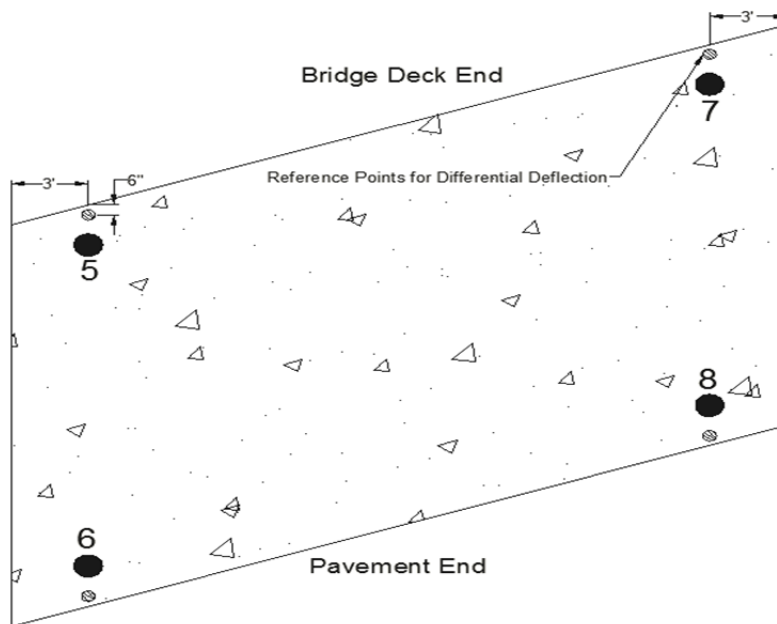 3'
Bridge Deck End
7
3'
6"
Reference Points for Differential Deflection
5
8
6
Pavement End